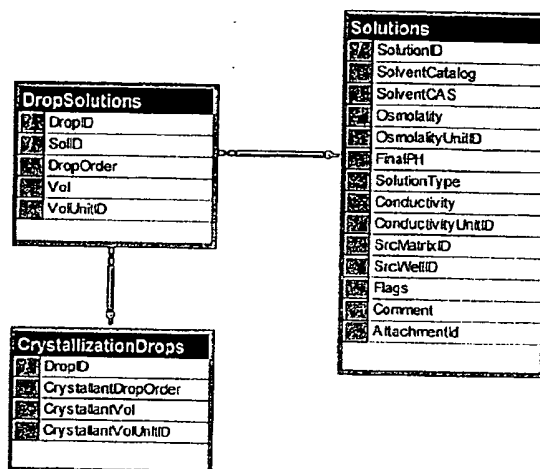 Solutions
SolutionID
SolventCatalog
SolventCAS
Osmolality
OsmolalityUnitID
FinalPH
SolutionType
Conductivity
ConductivityUnitID
SrcMatrixID
SrcWellID
Flags
Comment
AttachmentId
DropSolutions
DropID
SolID
DropOrder
Vol
VolUnitID
CrystallizationDrops
DropID
CrystallantDropOrder
CrystallantVol
CrystallantVolUnitID